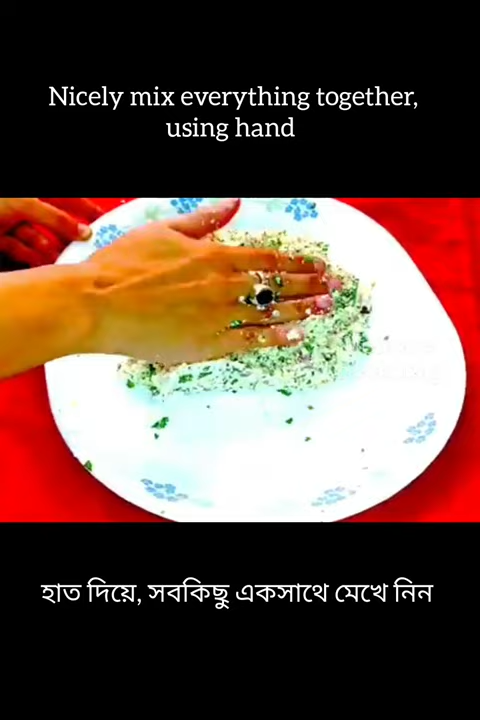 Nicely mix everything together,
using hand
হাত দিয়ে, সবকিছু একসাথে মেখে নিন